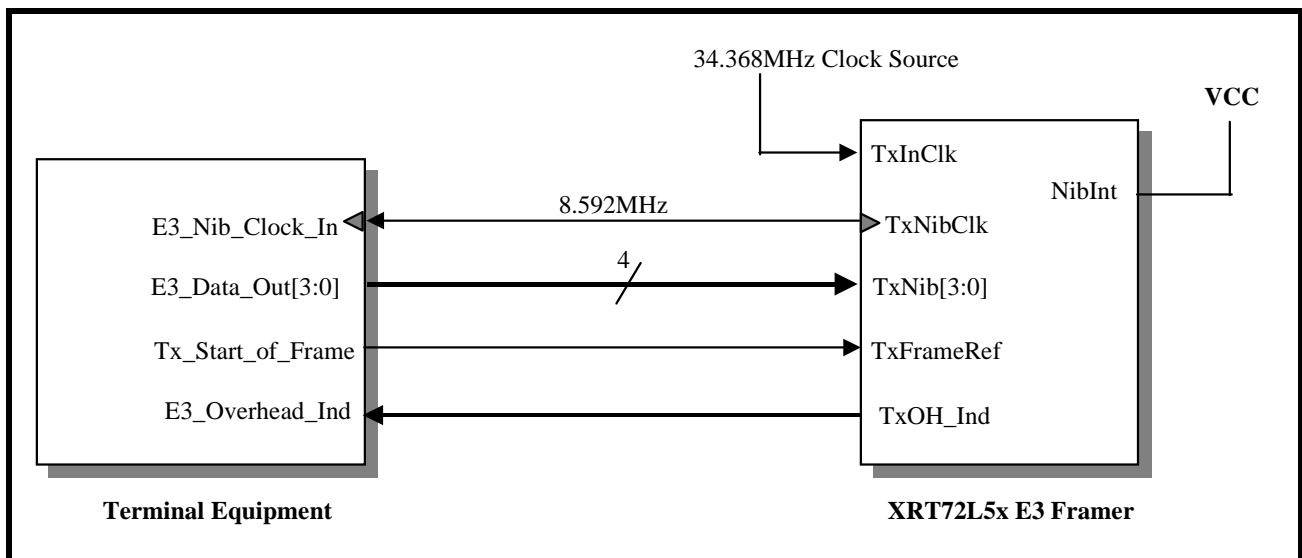 34.368MHz Clock Source
VCC
TxInClk
NibInt
8.592MHz
E3_Nib_Clock_In
TxNibClk
4
E3_Data_Out[3:0]
TxNib[3:0]
Tx_Start_of_Frame
TxFrameRef
E3_Overhead_Ind
TxOH_Ind
Terminal Equipment
XRT72L5x E3 Framer